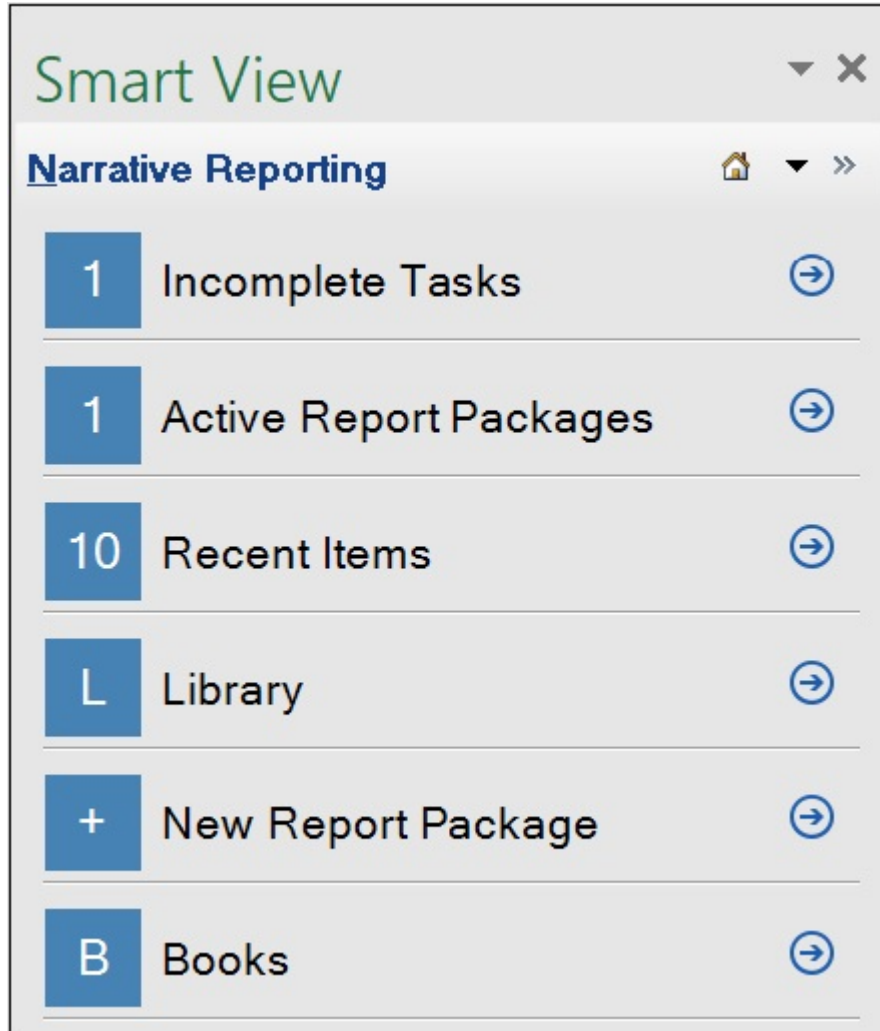 Smart View
Narrative Reporting
1 Incomplete Tasks
1 Active Report Packages
10 Recent Items
L Library
+ New Report Package
B Books